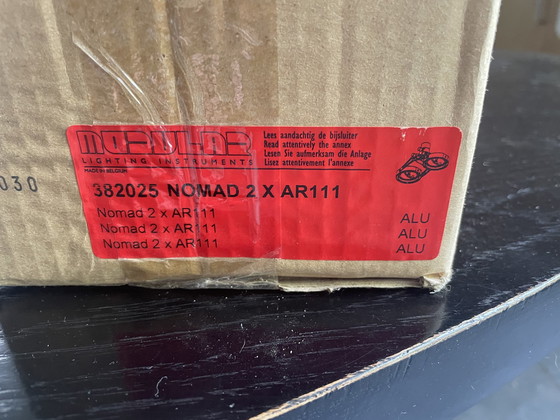 MODULAR
LIGHTING INSTRUMENTS
MADE IN BELGIUM
Lees aandachtig de bijsluiter
Read attentively the annex
Lesen Sie aufmerksam die Anlage
Lisez attentivement l'annexe
030
382025 NOMAD 2 X AR111
Nomad 2 x AR111 ALU
Nomad 2 x AR111 ALU
Nomad 2 x AR111 ALU